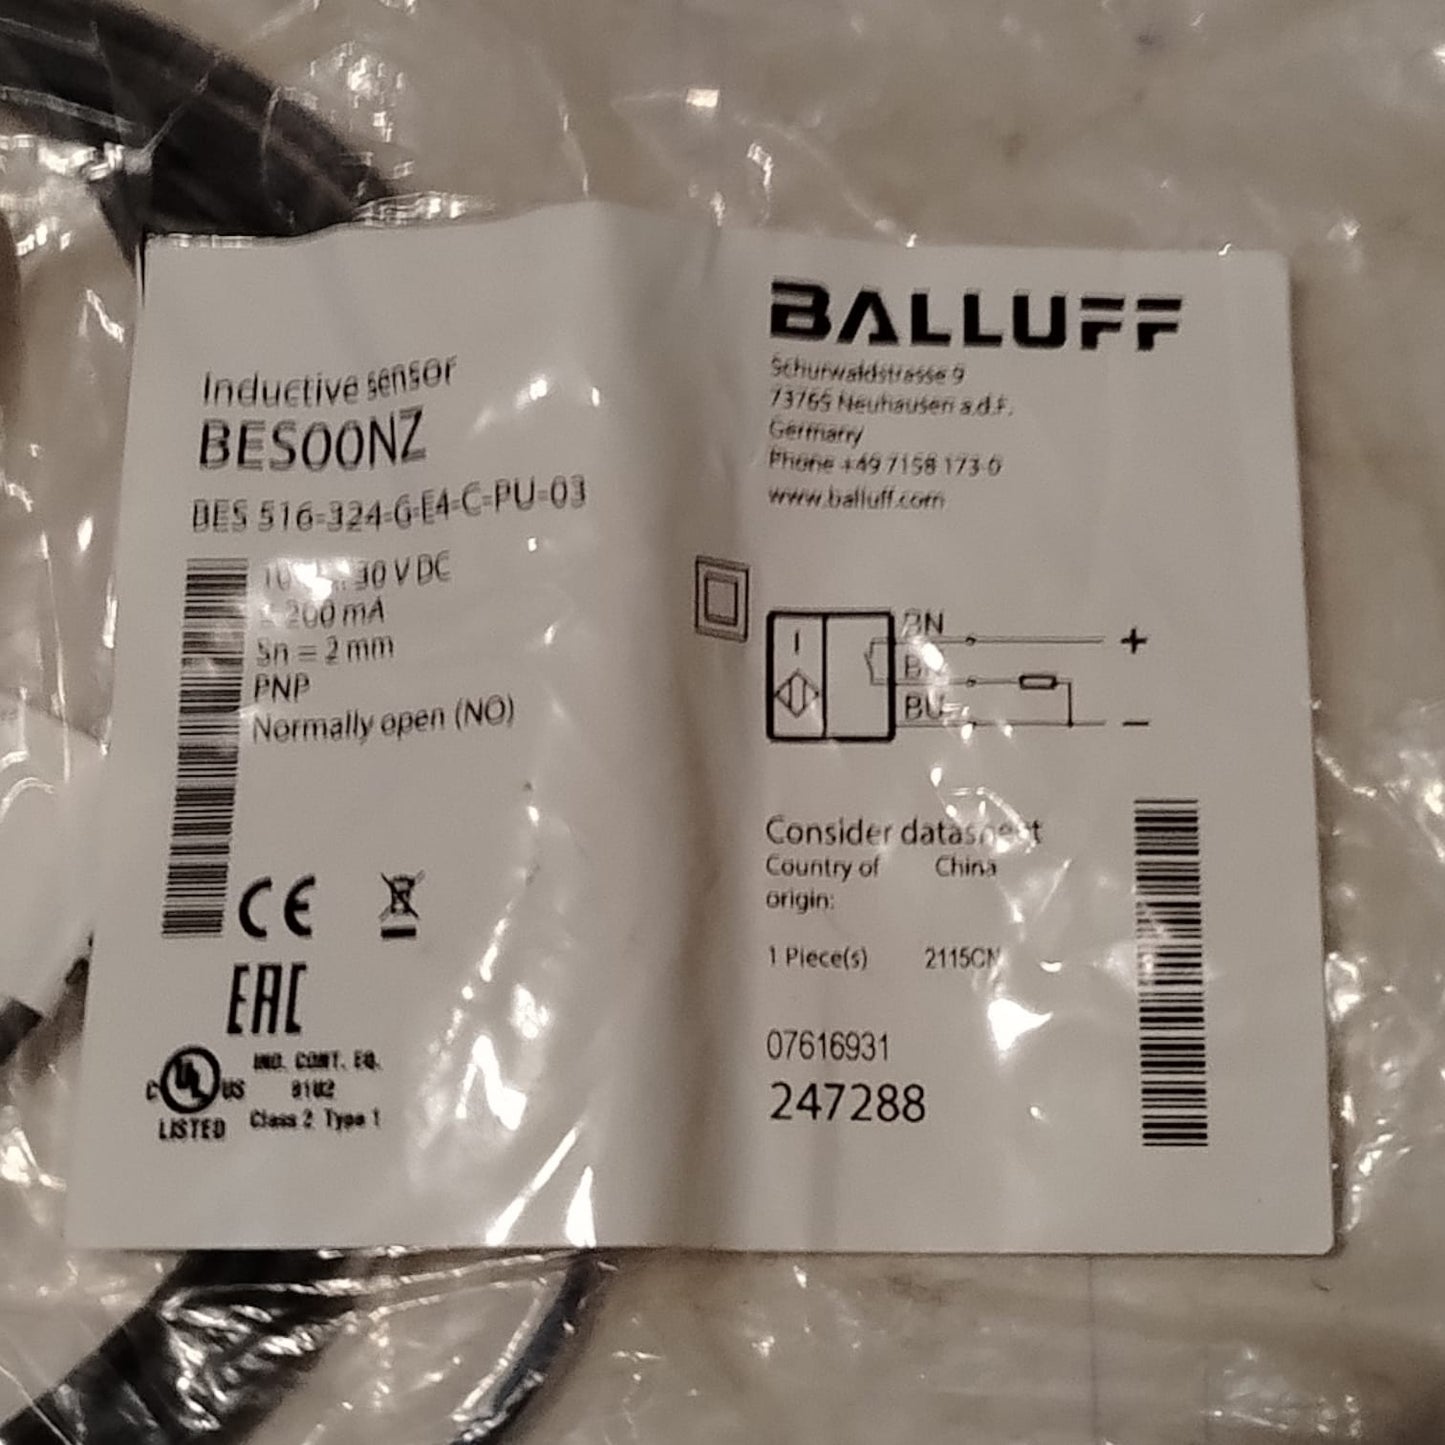 Inductive sensor
BES00NZ
BES 516-324-G-E4-C-PU-03
30 V DC
200 mA
Sn = 2 mm
PNP
Normally open (NO)
CE
EAC
C UL US
LISTED
IND. CONT. EQ.
81U2
Class 2 Type 1
BALLUFF
Schurwaldstrasse 9
73765 Neuhausen a.d.F.
Germany
Phone +49 7158 173-0
www.balluff.com
BN
BU
+
−
Consider datasheet
Country of China
origin:
1 Piece(s) 2115CN
07616931
247288